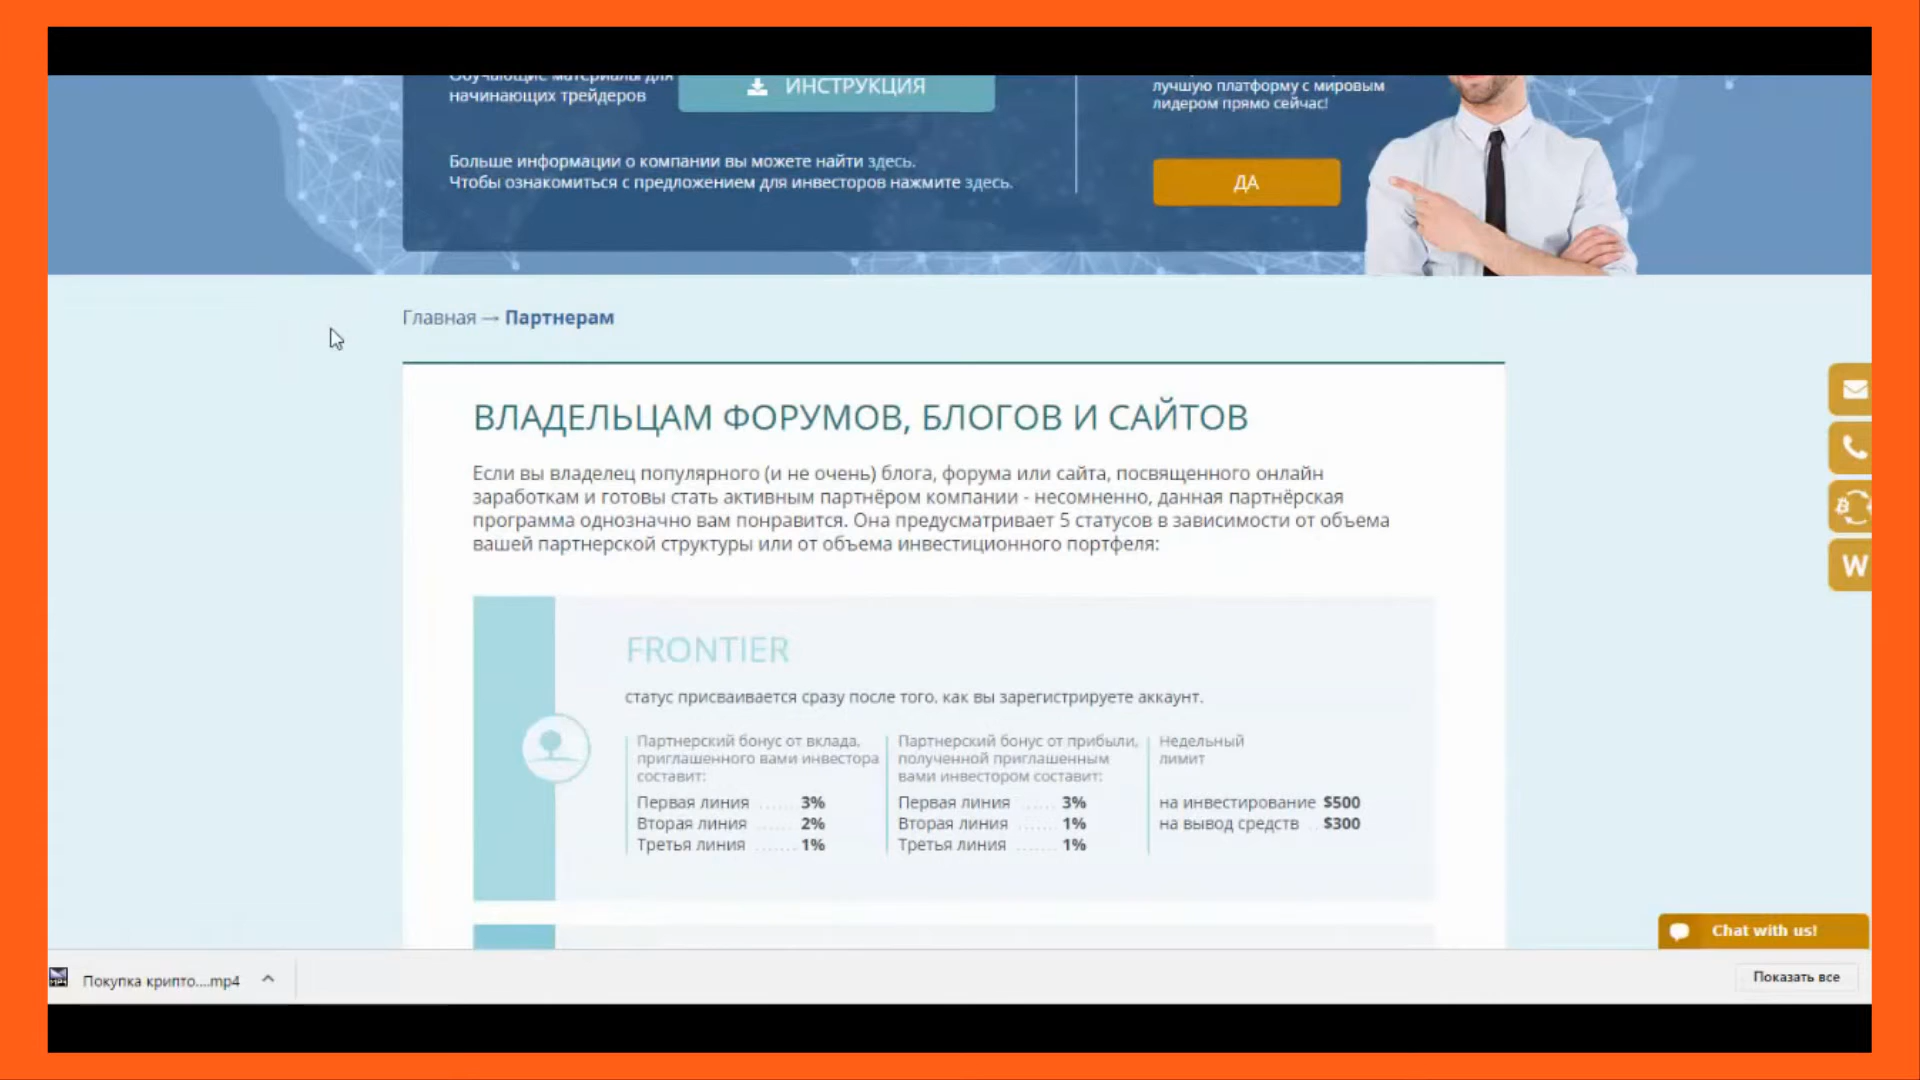 Обучающие материалы для
начинающих трейдеров
ИНСТРУКЦИЯ
Больше информации о компании вы можете найти здесь.
Чтобы ознакомиться с предложением для инвесторов нажмите здесь.
лучшую платформу с мировым
лидером прямо сейчас!
ДА
Главная → Партнерам
ВЛАДЕЛЬЦАМ ФОРУМОВ, БЛОГОВ И САЙТОВ
Если вы владелец популярного (и не очень) блога, форума или сайта, посвященного онлайн
заработкам и готовы стать активным партнёром компании - несомненно, данная партнёрская
программа однозначно вам понравится. Она предусматривает 5 статусов в зависимости от объема
вашей партнерской структуры или от объема инвестиционного портфеля:
FRONTIER
статус присваивается сразу после того, как вы зарегистрируете аккаунт.
Партнерский бонус от вклада,
приглашенного вами инвестора
составит:
Первая линия ...... 3%
Вторая линия ....... 2%
Третья линия ....... 1%
Партнерский бонус от прибыли,
полученной приглашенным
вами инвестором составит:
Первая линия ...... 3%
Вторая линия ....... 1%
Третья линия ....... 1%
Недельный
лимит
на инвестирование $500
на вывод средств .. $300
W
Chat with us!
Покупка крипто....mp4
Показать все